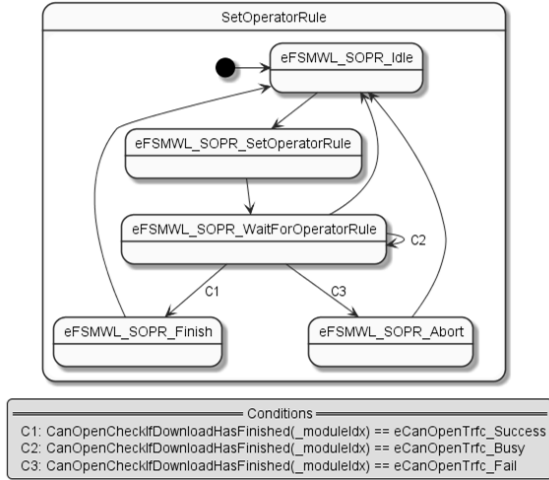 SetOperatorRule
eFSMWL_SOPR_Idle
eFSMWL_SOPR_SetOperatorRule
eFSMWL_SOPR_WaitForOperatorRule
C2
C1
C3
eFSMWL_SOPR_Finish
eFSMWL_SOPR_Abort
Conditions
C1: CanOpenCheckIfDownloadHasFinished(_moduleIdx) == eCanOpenTrfc_Success
C2: CanOpenCheckIfDownloadHasFinished(_moduleIdx) == eCanOpenTrfc_Busy
C3: CanOpenCheckIfDownloadHasFinished(_moduleIdx) == eCanOpenTrfc_Fail